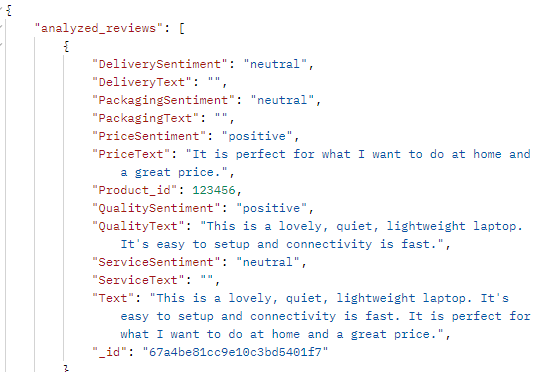 {
"analyzed_reviews": [
{
"DeliverySentiment": "neutral",
"DeliveryText": "",
"PackagingSentiment": "neutral",
"PackagingText": "",
"PriceSentiment": "positive",
"PriceText": "It is perfect for what I want to do at home and
a great price.",
"Product_id": 123456,
"QualitySentiment": "positive",
"QualityText": "This is a lovely, quiet, lightweight laptop.
It's easy to setup and connectivity is fast.",
"ServiceSentiment": "neutral",
"ServiceText": "",
"Text": "This is a lovely, quiet, lightweight laptop. It's
easy to setup and connectivity is fast. It is perfect for
what I want to do at home and a great price.",
"_id": "67a4be81cc9e10c3bd5401f7"
}